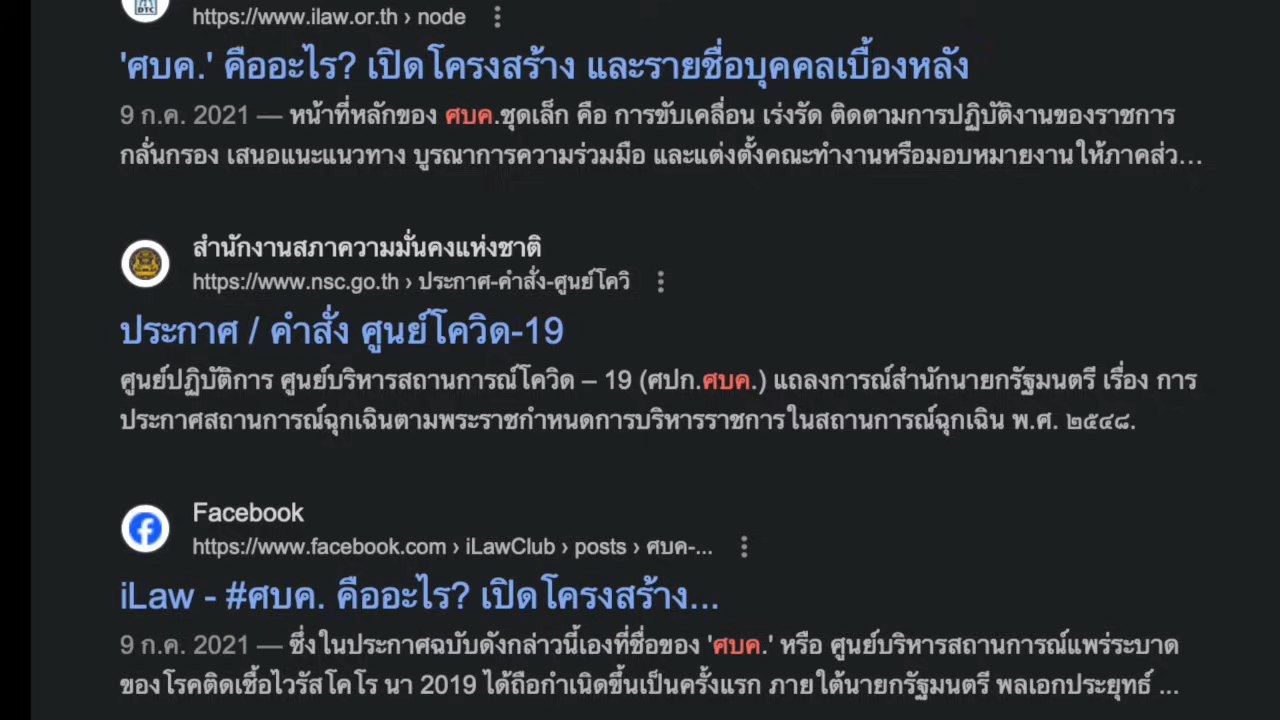 DTC
https://www.ilaw.or.th › node
'ศบค.' คืออะไร? เปิดโครงสร้าง และรายชื่อบุคคลเบื้องหลัง
9 ก.ค. 2021 — หน้าที่หลักของ ศบค.ชุดเล็ก คือ การขับเคลื่อน เร่งรัด ติดตามการปฏิบัติงานของราชการ
กลั่นกรอง เสนอแนะแนวทาง บูรณาการความร่วมมือ และแต่งตั้งคณะทำงานหรือมอบหมายงานให้ภาคส่ว...
สำนักงานสภาความมั่นคงแห่งชาติ
https://www.nsc.go.th › ประกาศ-คำสั่ง-ศูนย์โควิ
ประกาศ / คำสั่ง ศูนย์โควิด-19
ศูนย์ปฏิบัติการ ศูนย์บริหารสถานการณ์โควิด – 19 (ศปก.ศบค.) แถลงการณ์สำนักนายกรัฐมนตรี เรื่อง การ
ประกาศสถานการณ์ฉุกเฉินตามพระราชกำหนดการบริหารราชการในสถานการณ์ฉุกเฉิน พ.ศ. ๒๕๔๘.
Facebook
https://www.facebook.com › iLawClub › posts › ศบค-...
iLaw - #ศบค. คืออะไร? เปิดโครงสร้าง...
9 ก.ค. 2021 — ซึ่งในประกาศฉบับดังกล่าวนี้เองที่ชื่อของ 'ศบค.' หรือ ศูนย์บริหารสถานการณ์แพร่ระบาด
ของโรคติดเชื้อไวรัสโคโร นา 2019 ได้ถือกำเนิดขึ้นเป็นครั้งแรก ภายใต้นายกรัฐมนตรี พลเอกประยุทธ์ ...